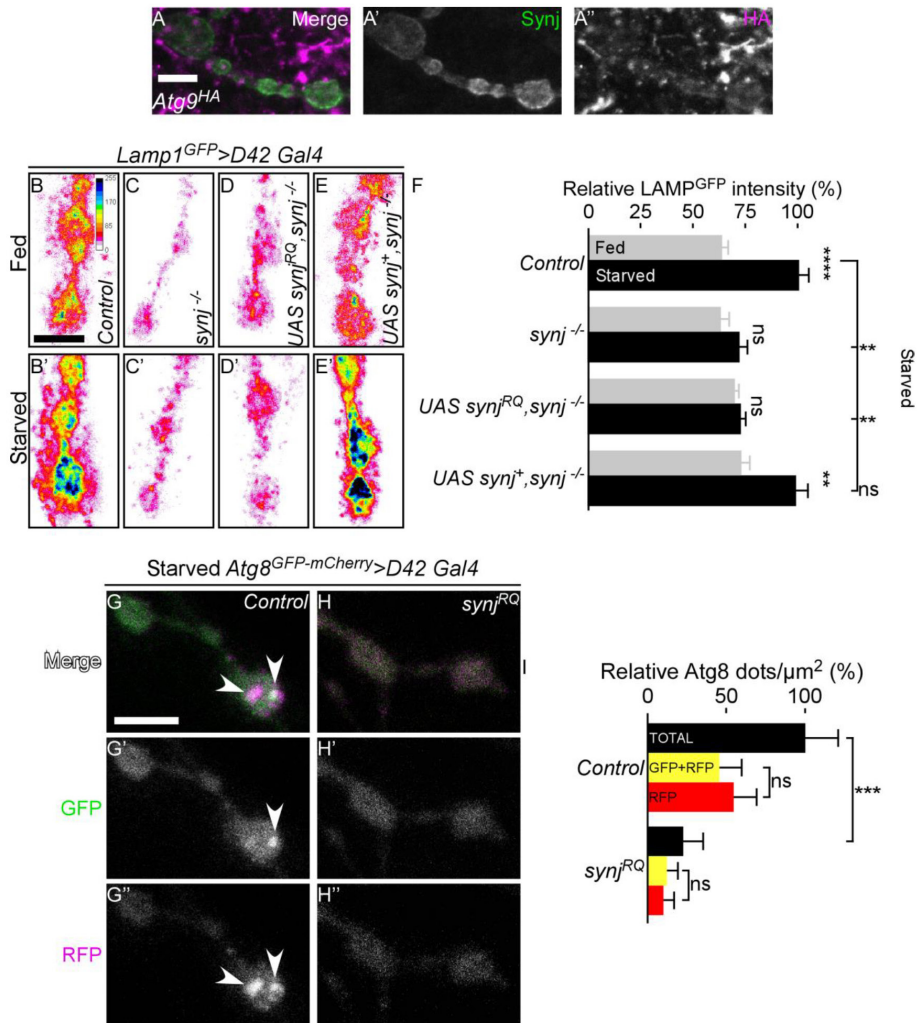 A Merge
Atg9HA
A' Synj
A'' HA
Lamp1GFP>D42 Gal4
Fed
B
255
170
85
0
Control
C
synj -/-
D
UAS synjRQ,synj -/-
E
UAS synj+,synj -/-
Starved
B'
C'
D'
E'
F
Relative LAMPGFP intensity (%)
0 25 50 75 100
Control
Fed
Starved
****
synj -/-
ns
**
UAS synjRQ,synj -/-
ns
**
UAS synj+,synj -/-
**
ns
Starved
Starved Atg8GFP-mCherry>D42 Gal4
Merge
G Control
H synjRQ
GFP
G'
H'
RFP
G''
H''
I
Relative Atg8 dots/µm2 (%)
0 50 100
Control
TOTAL
GFP+RFP
RFP
ns
***
synjRQ
ns